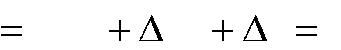 = + Δ + Δ =